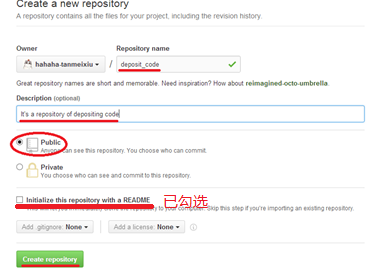 Create a new repository
A repository contains all the files for your project, including the revision history.
Owner Repository name
hahaha-tanmeixiu / deposit_code
Great repository names are short and memorable. Need inspiration? How about reimagined-octo-umbrella.
Description (optional)
It's a repository of depositing code
Public
Anyone can see this repository. You choose who can commit.
Private
You choose who can see and commit to this repository.
Initialize this repository with a README 已勾选
to your computer. Skip this step if you're importing an existing repository.
Add .gitignore: None Add a license: None
Create repository